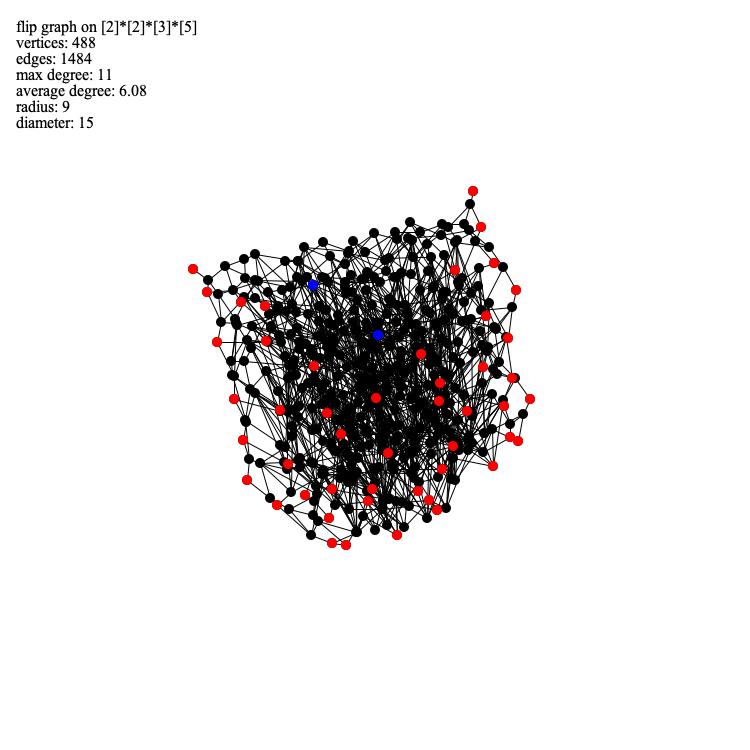 flip graph on [2]*[2]*[3]*[5]
vertices: 488
edges: 1484
max degree: 11
average degree: 6.08
radius: 9
diameter: 15